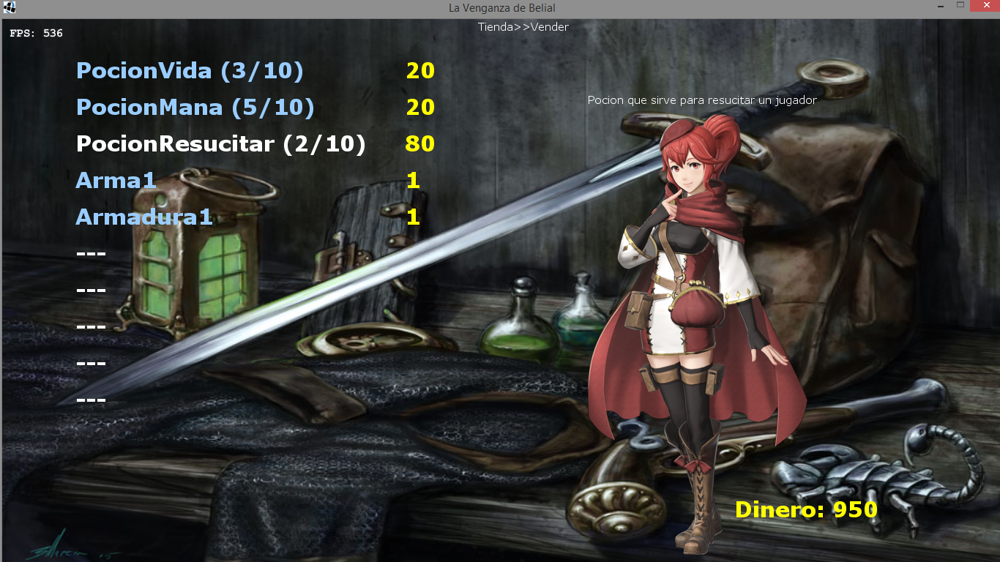 La Venganza de Belial
FPS: 536
Tienda>>Vender
PocionVida (3/10) 20
PocionMana (5/10) 20
Pocion que sirve para resucitar un jugador
PocionResucitar (2/10) 80
Arma1 1
Armadura1 1
---
---
---
---
---
Dinero: 950